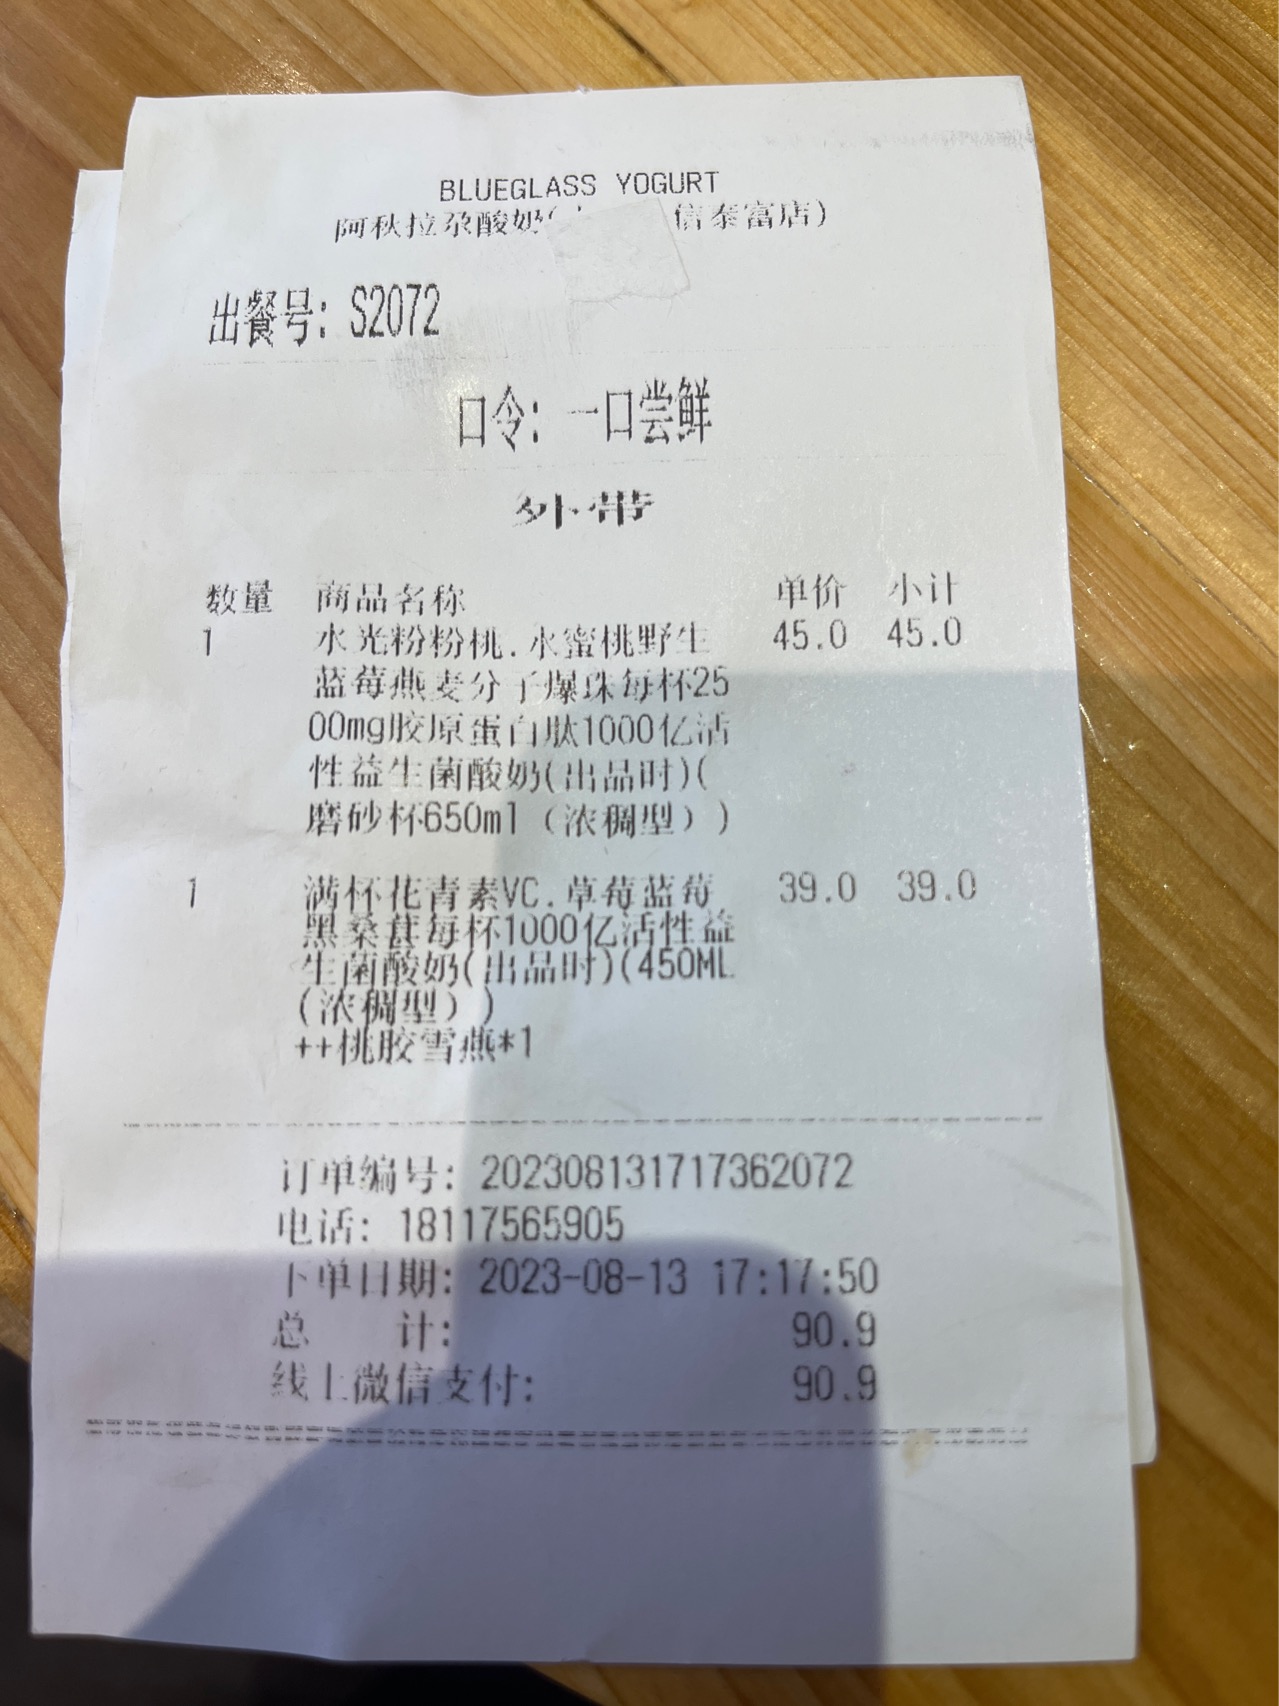 BLUEGLASS YOGURT
阿秋拉尕酸奶( 信泰富店)
出餐号: S2072
口令: 一口尝鲜
外带
数量 商品名称 单价 小计
1 水光粉粉桃.水蜜桃野生 45.0 45.0
蓝莓燕麦分子爆珠每杯25
00mg胶原蛋白肽1000亿活
性益生菌酸奶(出品时)(
磨砂杯650ml（浓稠型）)
1 满杯花青素VC.草莓蓝莓 39.0 39.0
黑桑葚每杯1000亿活性益
生菌酸奶(出品时)(450ML
(浓稠型）)
++桃胶雪燕*1
订单编号: 202308131717362072
电话: 18117565905
下单日期: 2023-08-13 17:17:50
总 计: 90.9
线上微信支付: 90.9